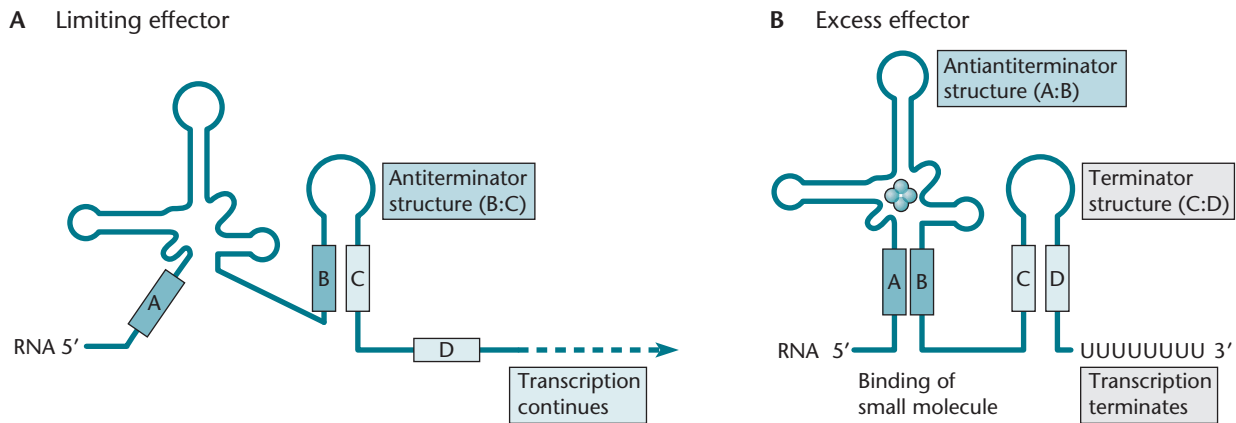 A Limiting effector
Antiterminator
structure (B:C)
B
C
A
RNA 5′
D
Transcription
continues
B Excess effector
Antiantiterminator
structure (A:B)
Terminator
structure (C:D)
A
B
C
D
RNA 5′
UUUUUUUU 3′
Binding of
small molecule
Transcription
terminates